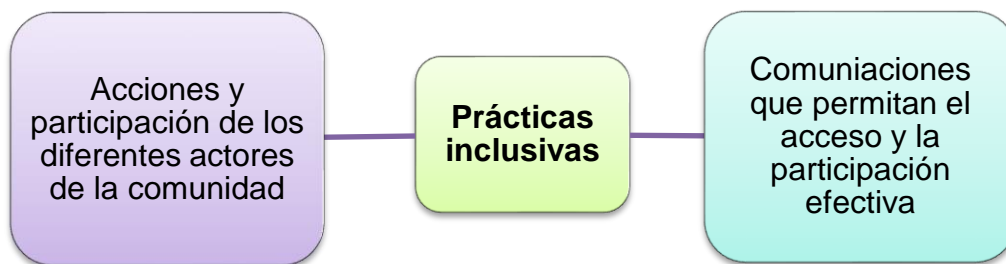 Acciones y
participación de los
diferentes actores
de la comunidad
Prácticas
inclusivas
Comuniaciones
que permitan el
acceso y la
participación
efectiva